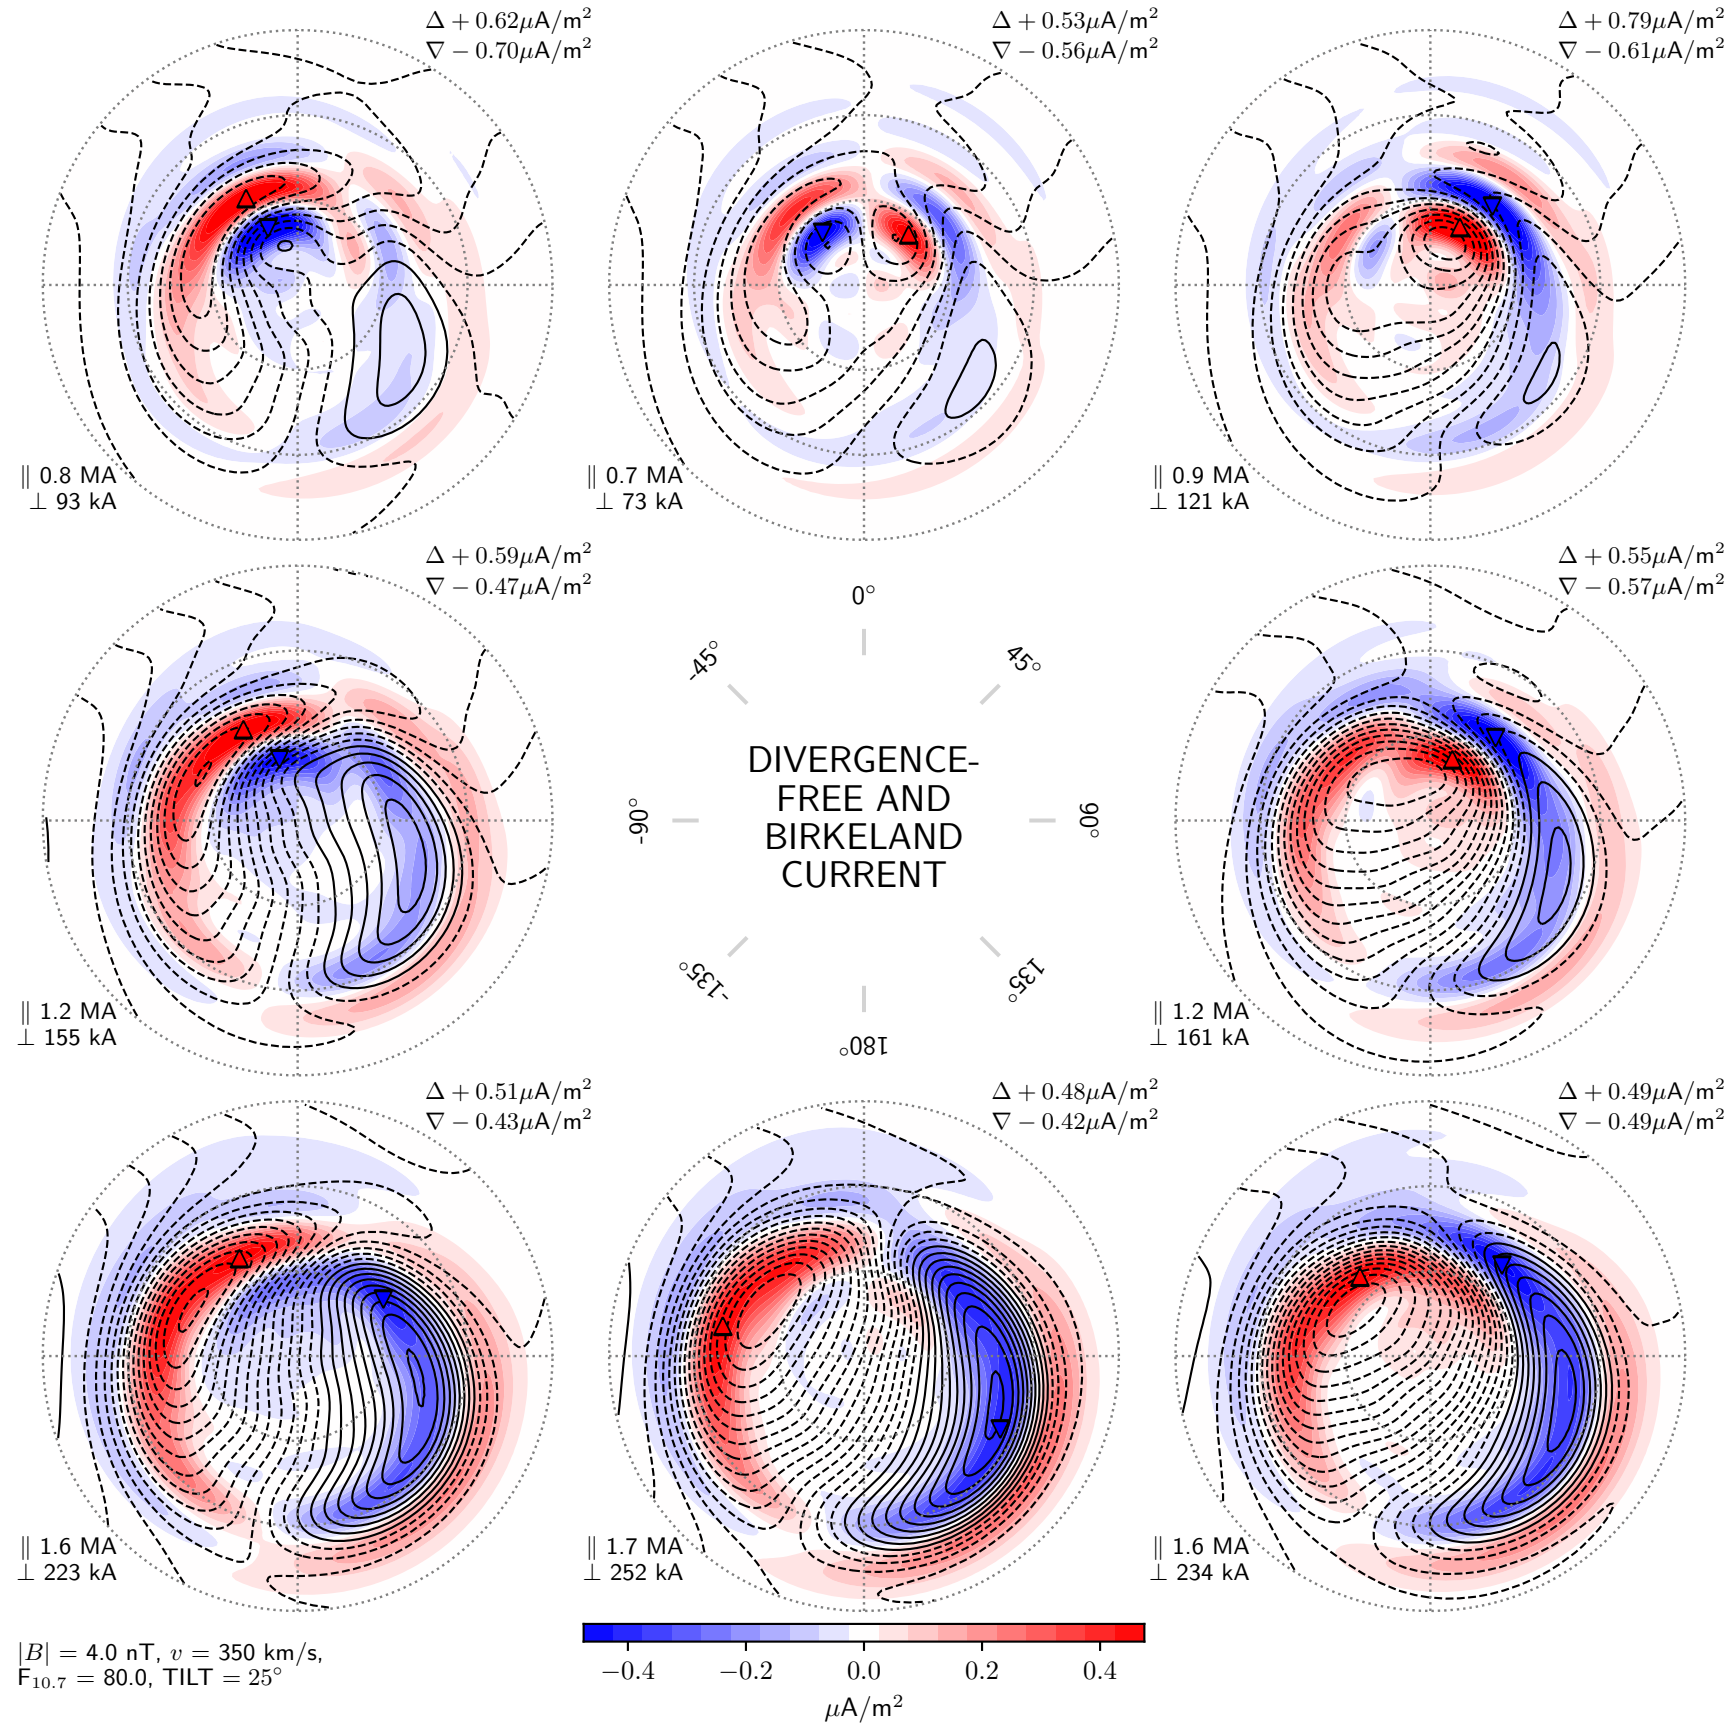 Δ + 0.62μA/m²
∇ − 0.70μA/m²
∥ 0.8 MA
⊥ 93 kA
Δ + 0.53μA/m²
∇ − 0.56μA/m²
∥ 0.7 MA
⊥ 73 kA
Δ + 0.79μA/m²
∇ − 0.61μA/m²
∥ 0.9 MA
⊥ 121 kA
Δ + 0.59μA/m²
∇ − 0.47μA/m²
∥ 1.2 MA
⊥ 155 kA
0°
45°
90°
135°
180°
-135°
-90°
-45°
DIVERGENCE-
FREE AND
BIRKELAND
CURRENT
Δ + 0.55μA/m²
∇ − 0.57μA/m²
∥ 1.2 MA
⊥ 161 kA
Δ + 0.51μA/m²
∇ − 0.43μA/m²
∥ 1.6 MA
⊥ 223 kA
Δ + 0.48μA/m²
∇ − 0.42μA/m²
∥ 1.7 MA
⊥ 252 kA
Δ + 0.49μA/m²
∇ − 0.49μA/m²
∥ 1.6 MA
⊥ 234 kA
|B| = 4.0 nT, v = 350 km/s,
F₁₀.₇ = 80.0, TILT = 25°
−0.4 −0.2 0.0 0.2 0.4
μA/m²